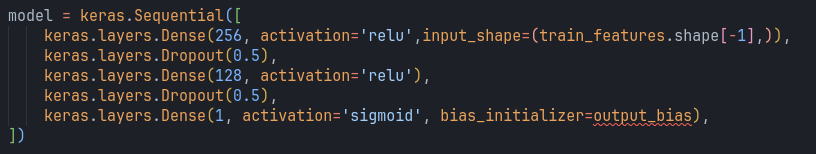 model = keras.Sequential([
    keras.layers.Dense(256, activation='relu',input_shape=(train_features.shape[-1],)),
    keras.layers.Dropout(0.5),
    keras.layers.Dense(128, activation='relu'),
    keras.layers.Dropout(0.5),
    keras.layers.Dense(1, activation='sigmoid', bias_initializer=output_bias),
])